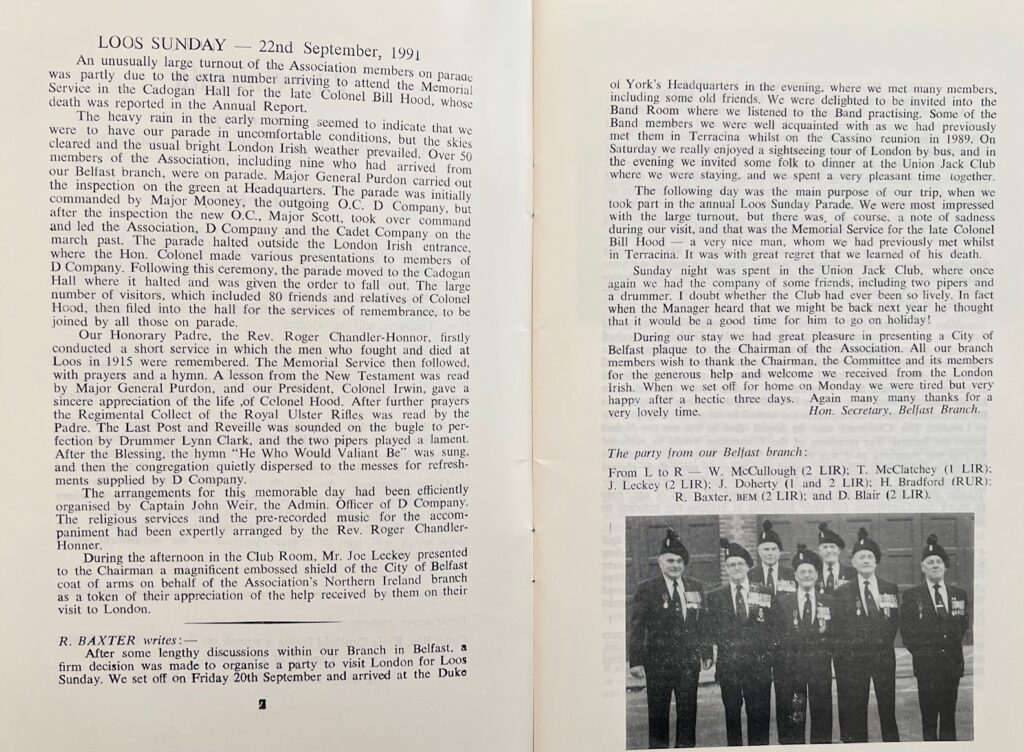 LOOS SUNDAY — 22nd September, 1991
An unusually large turnout of the Association members on parade
was partly due to the extra number arriving to attend the Memorial
Service in the Cadogan Hall for the late Colonel Bill Hood, whose
death was reported in the Annual Report.
The heavy rain in the early morning seemed to indicate that we
were to have our parade in uncomfortable conditions, but the skies
cleared and the usual bright London Irish weather prevailed. Over 50
members of the Association, including nine who had arrived from
our Belfast branch, were on parade. Major General Purdon carried out
the inspection on the green at Headquarters. The parade was initially
commanded by Major Mooney, the outgoing O.C. D Company, but
after the inspection the new O.C., Major Scott, took over command
and led the Association, D Company and the Cadet Company on the
march past. The parade halted outside the London Irish entrance,
where the Hon. Colonel made various presentations to members of
D Company. Following this ceremony, the parade moved to the Cadogan
Hall where it halted and was given the order to fall out. The large
number of visitors, which included 80 friends and relatives of Colonel
Hood, then filed into the hall for the services of remembrance, to be
joined by all those on parade.
Our Honorary Padre, the Rev. Roger Chandler-Honnor, firstly
conducted a short service in which the men who fought and died at
Loos in 1915 were remembered. The Memorial Service then followed,
with prayers and a hymn. A lesson from the New Testament was read
by Major General Purdon, and our President, Colonel Irwin, gave a
sincere appreciation of the life ,of Colonel Hood. After further prayers
the Regimental Collect of the Royal Ulster Rifles was read by the
Padre. The Last Post and Reveille was sounded on the bugle to per-
fection by Drummer Lynn Clark, and the two pipers played a lament.
After the Blessing, the hymn "He Who Would Valiant Be" was sung,
and then the congregation quietly dispersed to the messes for refresh-
ments supplied by D Company.
The arrangements for this memorable day had been efficiently
organised by Captain John Weir, the Admin. Officer of D Company.
The religious services and the pre-recorded music for the accom-
paniment had been expertly arranged by the Rev. Roger Chandler-
Honner.
During the afternoon in the Club Room, Mr. Joe Leckey presented
to the Chairman a magnificent embossed shield of the City of Belfast
coat of arms on behalf of the Association's Northern Ireland branch
as a token of their appreciation of the help received by them on their
visit to London.
R. BAXTER writes:—
After some lengthy discussions within our Branch in Belfast, a
firm decision was made to organise a party to visit London for Loos
Sunday. We set off on Friday 20th September and arrived at the Duke
of York's Headquarters in the evening, where we met many members,
including some old friends. We were delighted to be invited into the
Band Room where we listened to the Band practising. Some of the
Band members we were well acquainted with as we had previously
met them in Terracina whilst on the Cassino reunion in 1989. On
Saturday we really enjoyed a sightseeing tour of London by bus, and in
the evening we invited some folk to dinner at the Union Jack Club
where we were staying, and we spent a very pleasant time together.
The following day was the main purpose of our trip, when we
took part in the annual Loos Sunday Parade. We were most impressed
with the large turnout, but there was, of course, a note of sadness
during our visit, and that was the Memorial Service for the late Colonel
Bill Hood — a very nice man, whom we had previously met whilst
in Terracina. It was with great regret that we learned of his death.
Sunday night was spent in the Union Jack Club, where once
again we had the company of some friends, including two pipers and
a drummer. I doubt whether the Club had ever been so lively. In fact
when the Manager heard that we might be back next year he thought
that it would be a good time for him to go on holiday!
During our stay we had great pleasure in presenting a City of
Belfast plaque to the Chairman of the Association. All our branch
members wish to thank the Chairman, the Committee and its members
for the generous help and welcome we received from the London
Irish. When we set off for home on Monday we were tired but very
happy after a hectic three days. Again many many thanks for a
very lovely time. Hon. Secretary, Belfast Branch.
The party from our Belfast branch:
From L to R — W. McCullough (2 LIR); T. McClatchey (1 LIR);
J. Leckey (2 LIR); J. Doherty (1 and 2 LIR); H. Bradford (RUR);
R. Baxter, BEM (2 LIR); and D. Blair (2 LIR).